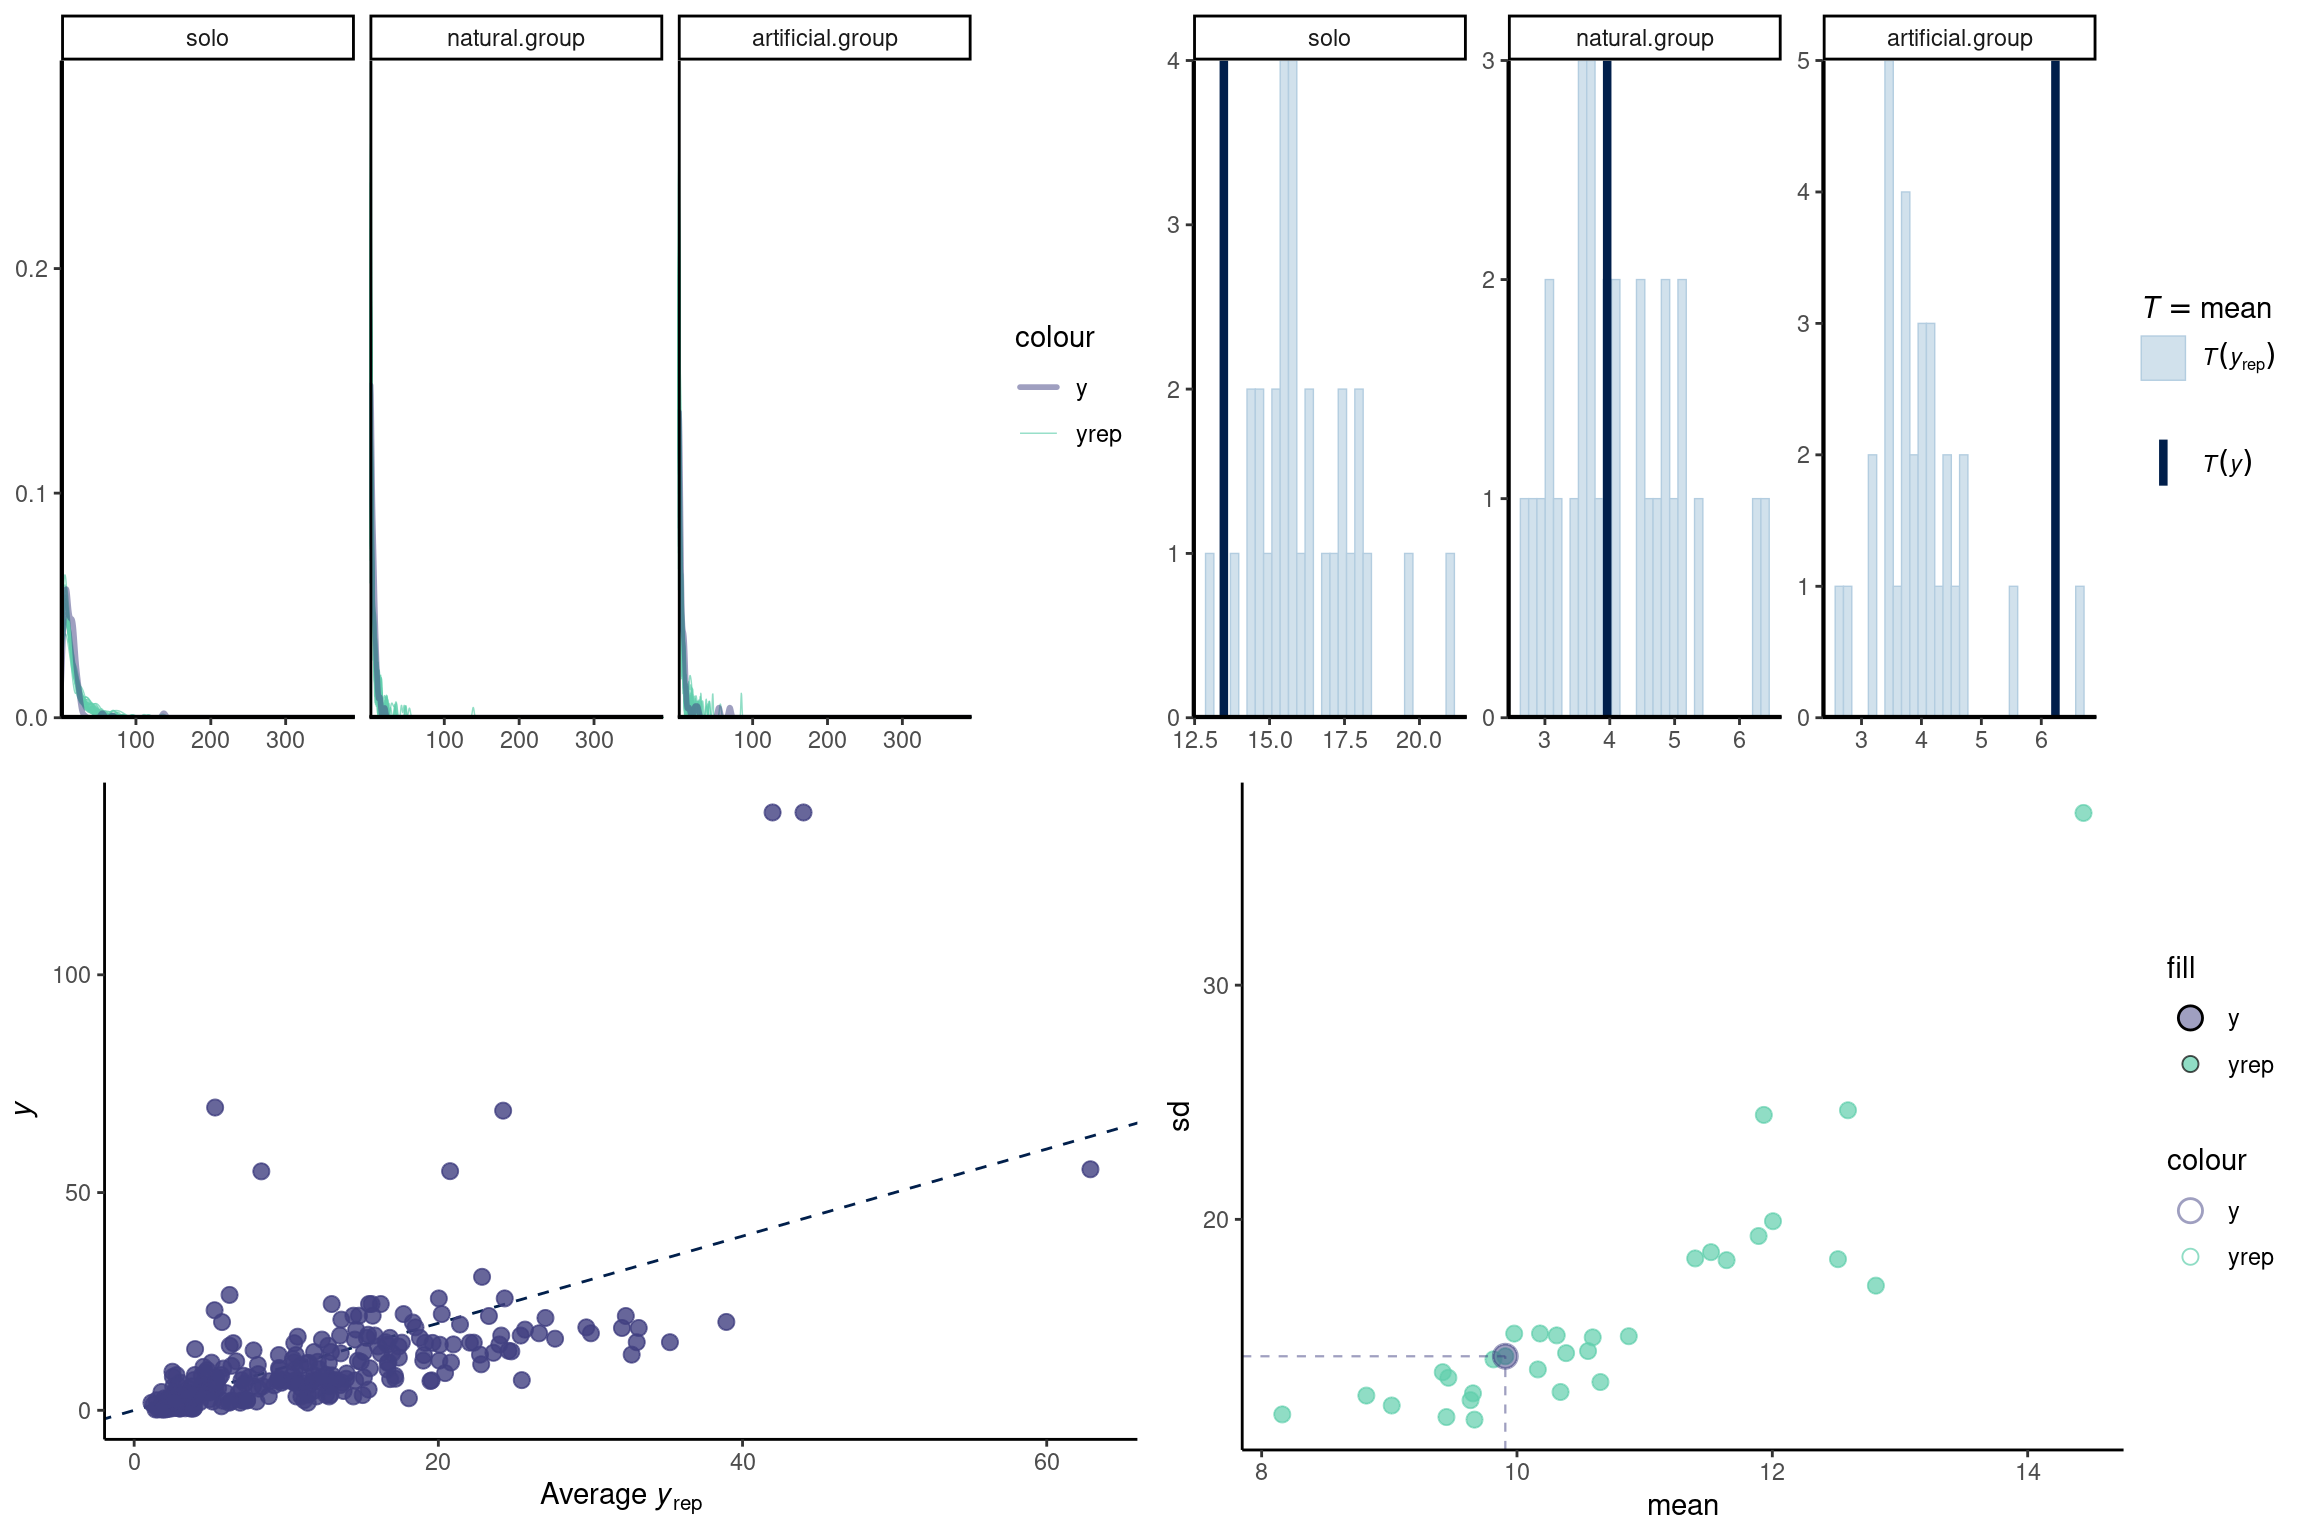 solo natural.group artificial.group
0.2
0.1
0.0
100 200 300 100 200 300 100 200 300
colour
y
yrep
solo natural.group artificial.group
4
3
2
1
0
3
2
1
0
5
4
3
2
1
0
12.5 15.0 17.5 20.0 3 4 5 6 3 4 5 6
T = mean
T(yrep)
T(y)
y
100
50
0
0 20 40 60
Average yrep
sd
30
20
8 10 12 14
mean
fill
y
yrep
colour
y
yrep